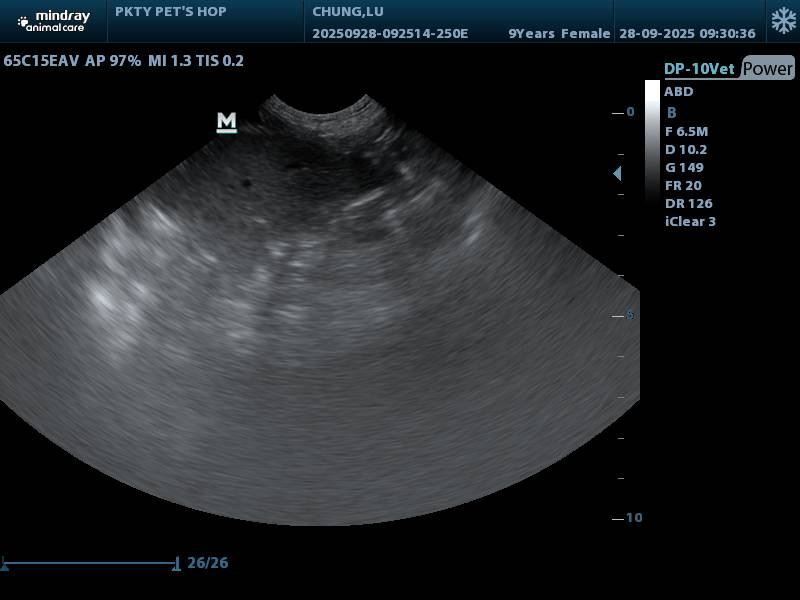 mindray
animal care
PKTY PET'S HOP
CHUNG,LU
20250928-092514-250E
9Years Female
28-09-2025 09:30:36
65C15EAV AP 97% MI 1.3 TIS 0.2
DP-10Vet
Power
ABD
B
F 6.5M
D 10.2
G 149
FR 20
DR 126
iClear 3
M
0
5
10
26/26